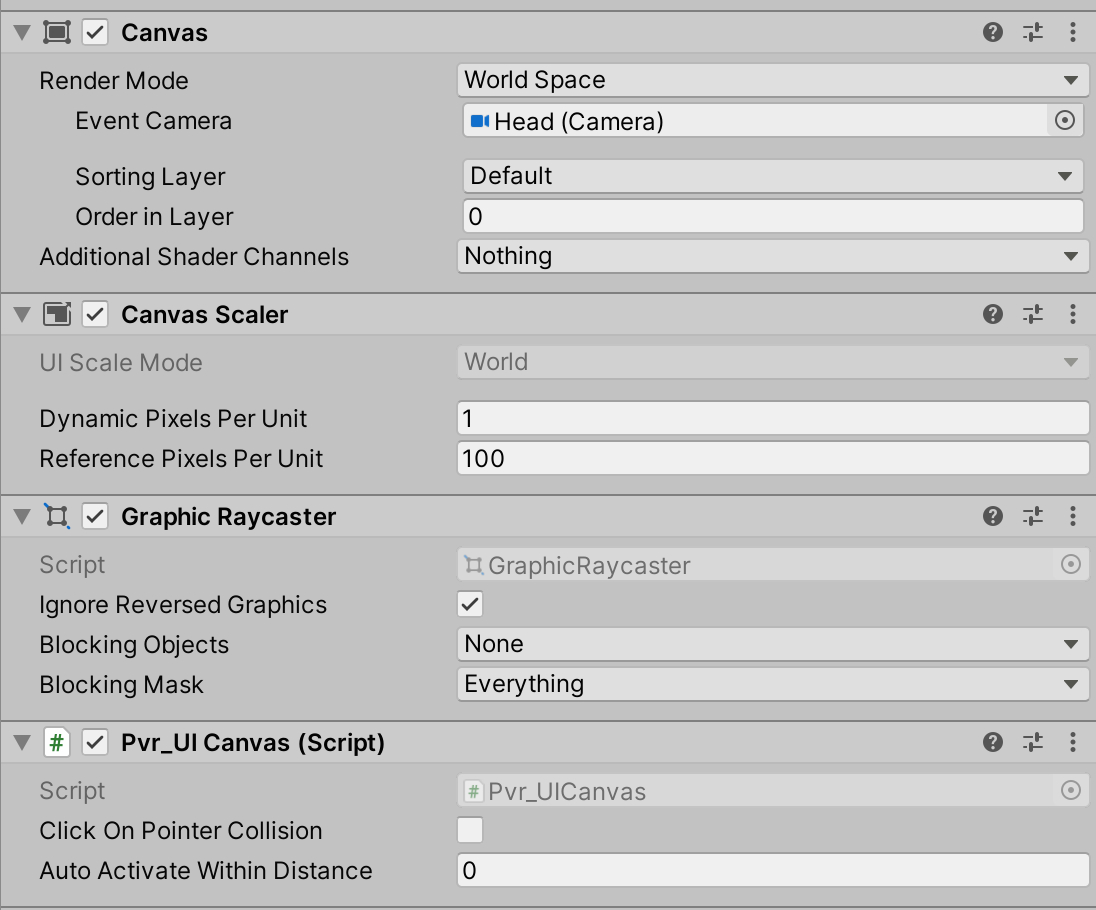 Canvas
Render Mode World Space
Event Camera Head (Camera)
Sorting Layer Default
Order in Layer 0
Additional Shader Channels Nothing
Canvas Scaler
UI Scale Mode World
Dynamic Pixels Per Unit 1
Reference Pixels Per Unit 100
Graphic Raycaster
Script GraphicRaycaster
Ignore Reversed Graphics
Blocking Objects None
Blocking Mask Everything
# Pvr_UI Canvas (Script)
Script # Pvr_UICanvas
Click On Pointer Collision
Auto Activate Within Distance 0